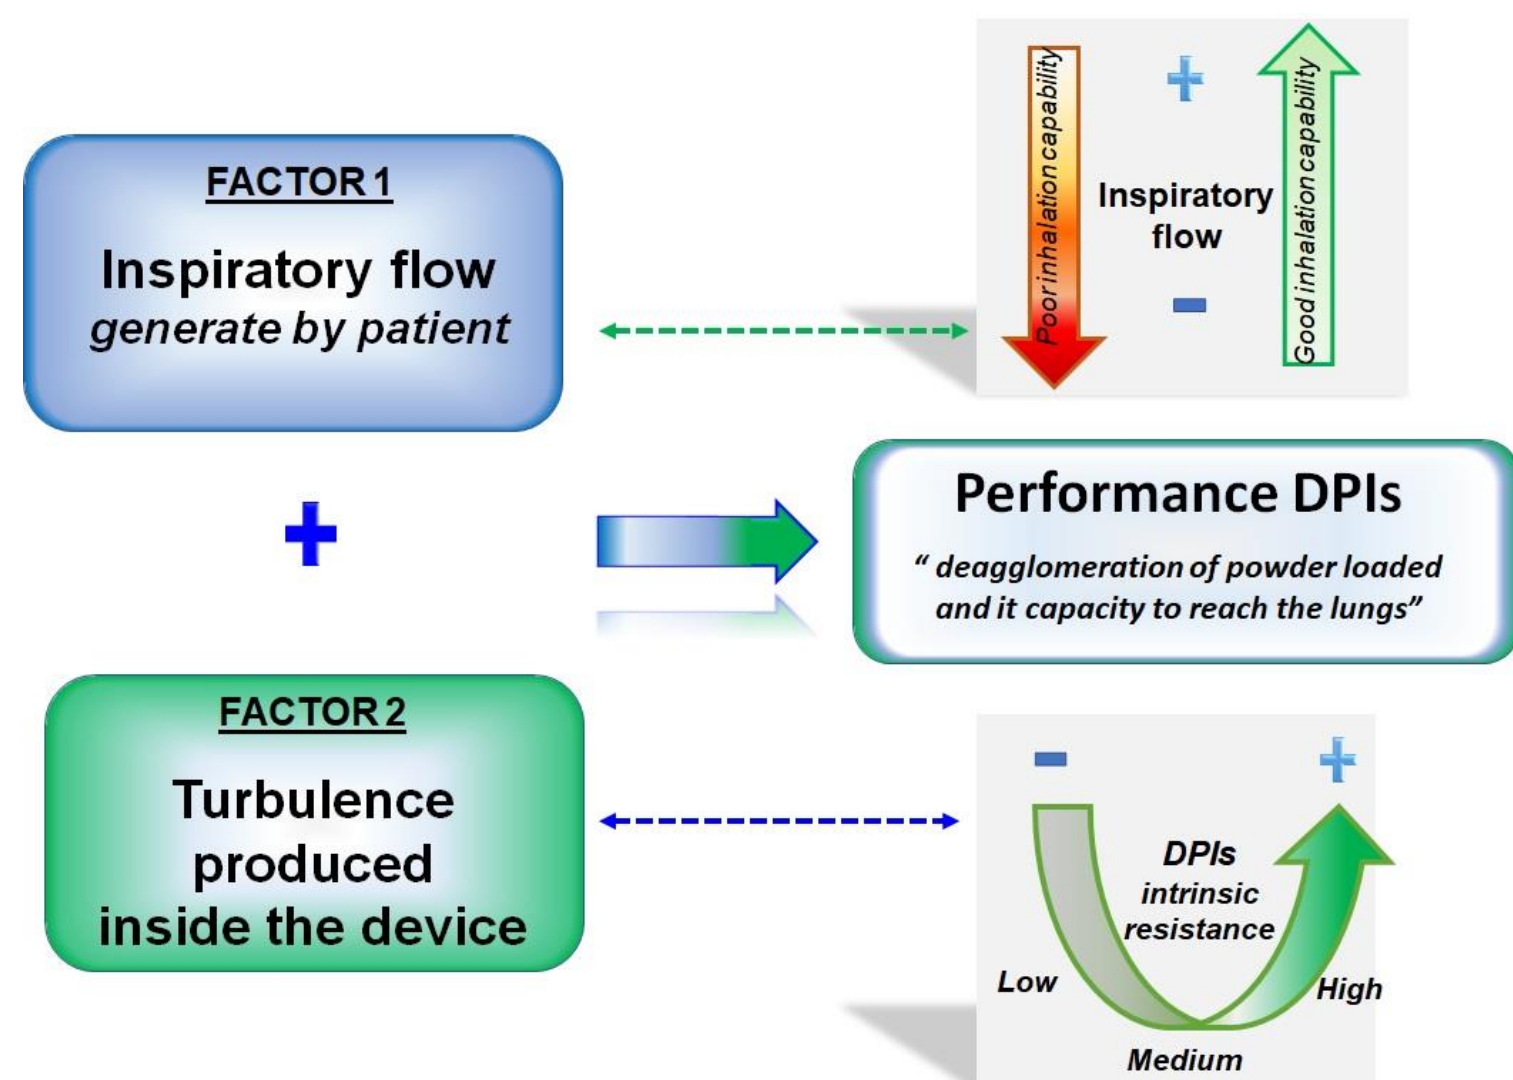 FACTOR 1
Inspiratory flow
generate by patient
Poor inhalation capability
+
Inspiratory
flow
-
Good inhalation capability
+
Performance DPIs
“ deagglomeration of powder loaded
and it capacity to reach the lungs”
FACTOR 2
Turbulence
produced
inside the device
-
+
DPIs
intrinsic
resistance
Low
High
Medium